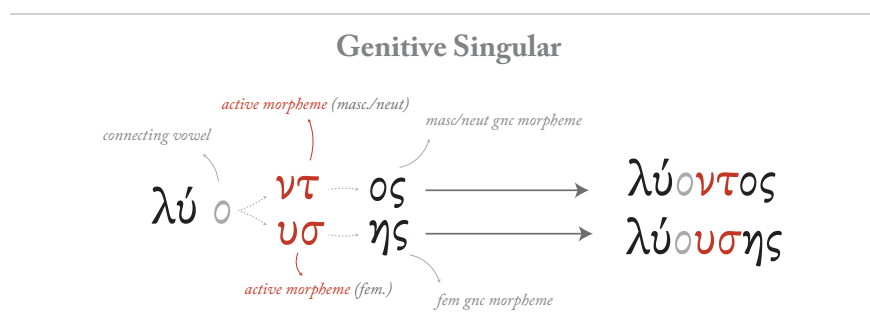 Genitive Singular
active morpheme (masc./neut)
masc/neut gnc morpheme
connecting vowel
λύ ο ντ ος λύοντος
υσ ης λύουσης
active morpheme (fem.)
fem gnc morpheme